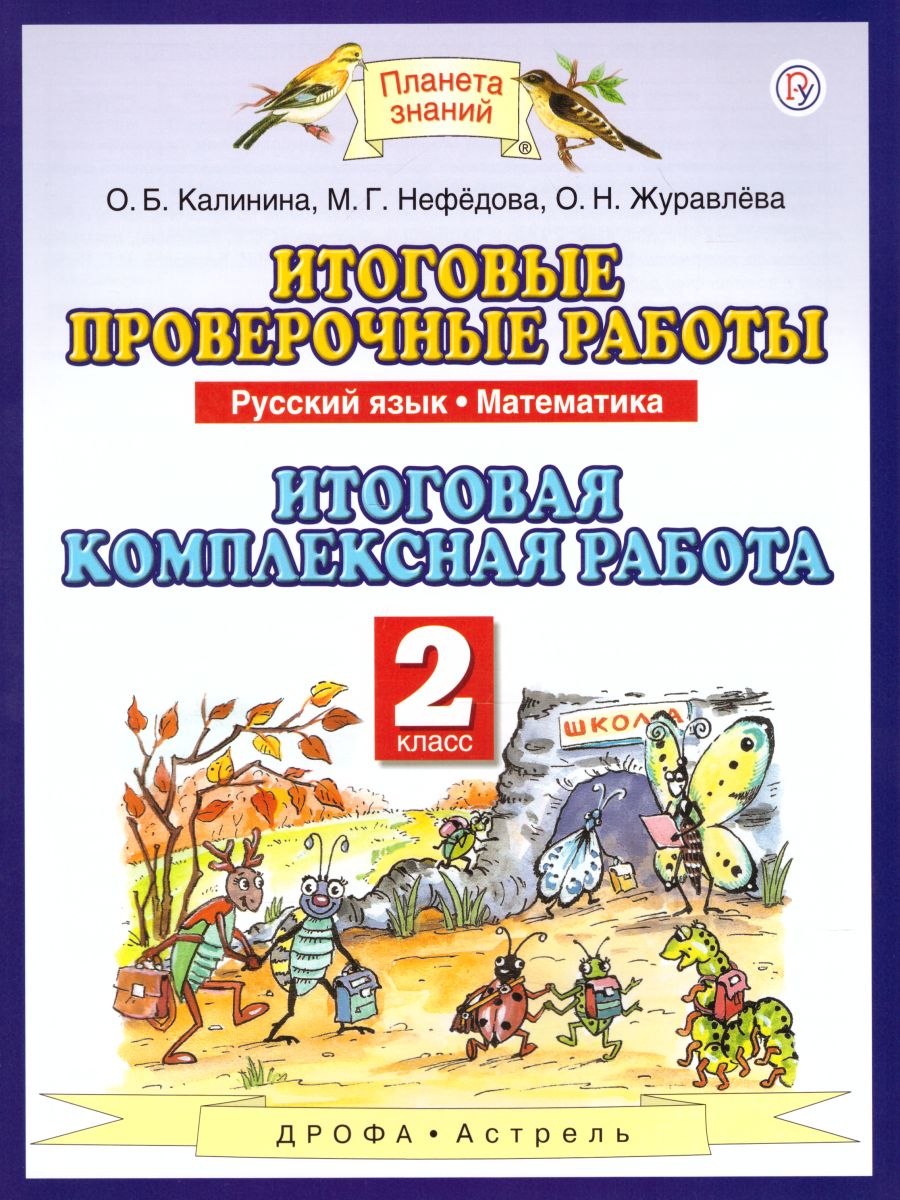 Планета
знаний
®
РУ
О. Б. Калинина, М. Г. Нефёдова, О. Н. Журавлёва
ИТОГОВЫЕ
ПРОВЕРОЧНЫЕ РАБОТЫ
Русский язык • Математика
ИТОГОВАЯ
КОМПЛЕКСНАЯ РАБОТА
2
класс
ШКОЛА
ДРОФА • Астрель